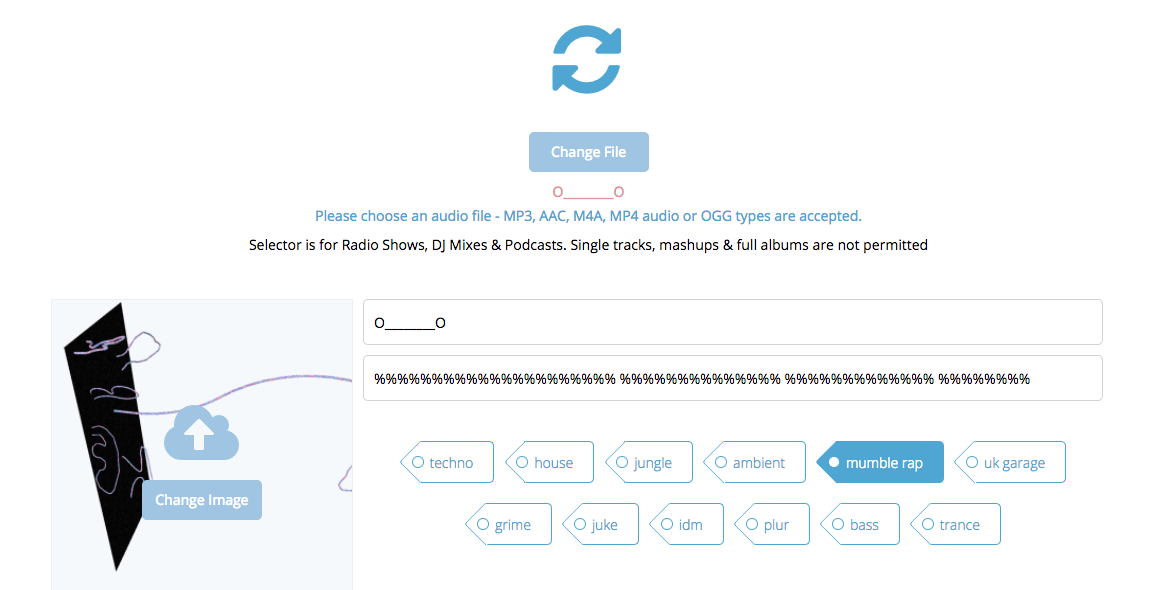 Change File
O_______O
Please choose an audio file - MP3, AAC, M4A, MP4 audio or OGG types are accepted.
Selector is for Radio Shows, DJ Mixes & Podcasts. Single tracks, mashups & full albums are not permitted
O________O
%%%%%%%%%%%%%%%%%%%%% %%%%%%%%%%%%%% %%%%%%%%%%%%% %%%%%%%%
Change Image
techno house jungle ambient mumble rap uk garage
grime juke idm plur bass trance